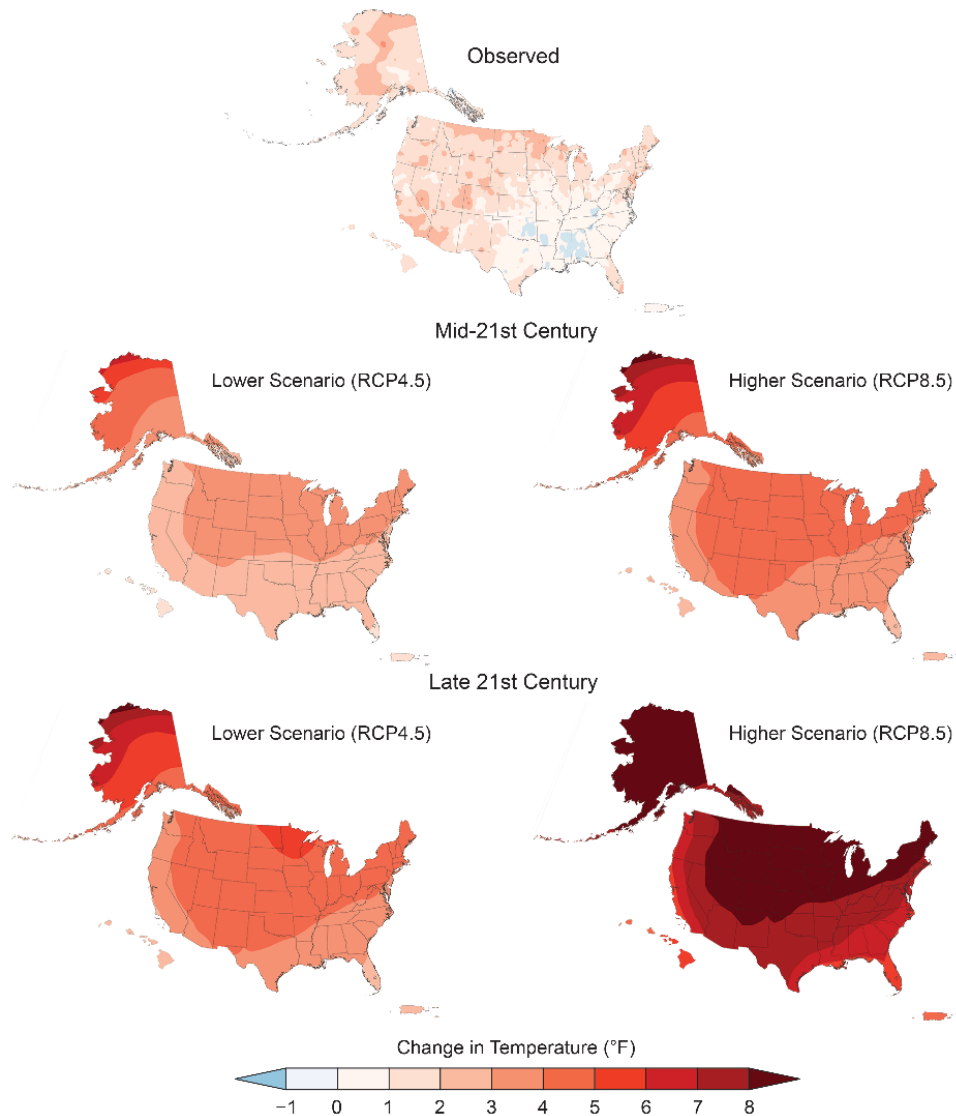 Observed
Mid-21st Century
Lower Scenario (RCP4.5)
Higher Scenario (RCP8.5)
Late 21st Century
Lower Scenario (RCP4.5)
Higher Scenario (RCP8.5)
Change in Temperature (°F)
−1 0 1 2 3 4 5 6 7 8